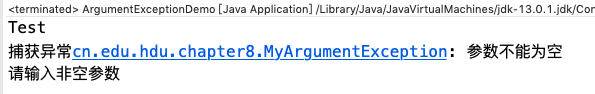 <terminated> ArgumentExceptionDemo [Java Application] /Library/Java/JavaVirtualMachines/jdk-13.0.1.jdk/Con
Test
捕获异常cn.edu.hdu.chapter8.MyArgumentException: 参数不能为空
请输入非空参数